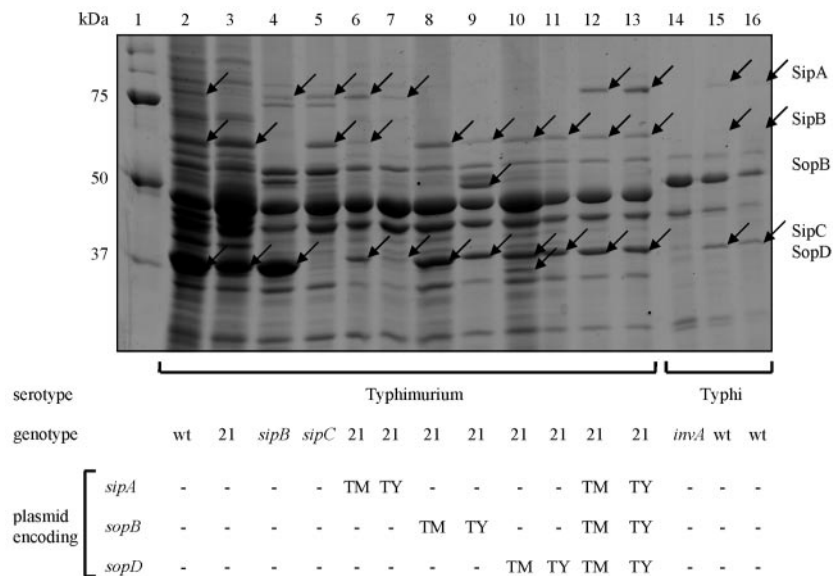 kDa 1 2 3 4 5 6 7 8 9 10 11 12 13 14 15 16
SipA
75
SipB
50
SopB
37
SipC
SopD
serotype Typhimurium Typhi
genotype wt 21 sipB sipC 21 21 21 21 21 21 21 21 invA wt wt
plasmid encoding
sipA - - - - TM TY - - - - TM TY - - -
sopB - - - - - - TM TY - - TM TY - - -
sopD - - - - - - - - TM TY TM TY - - -